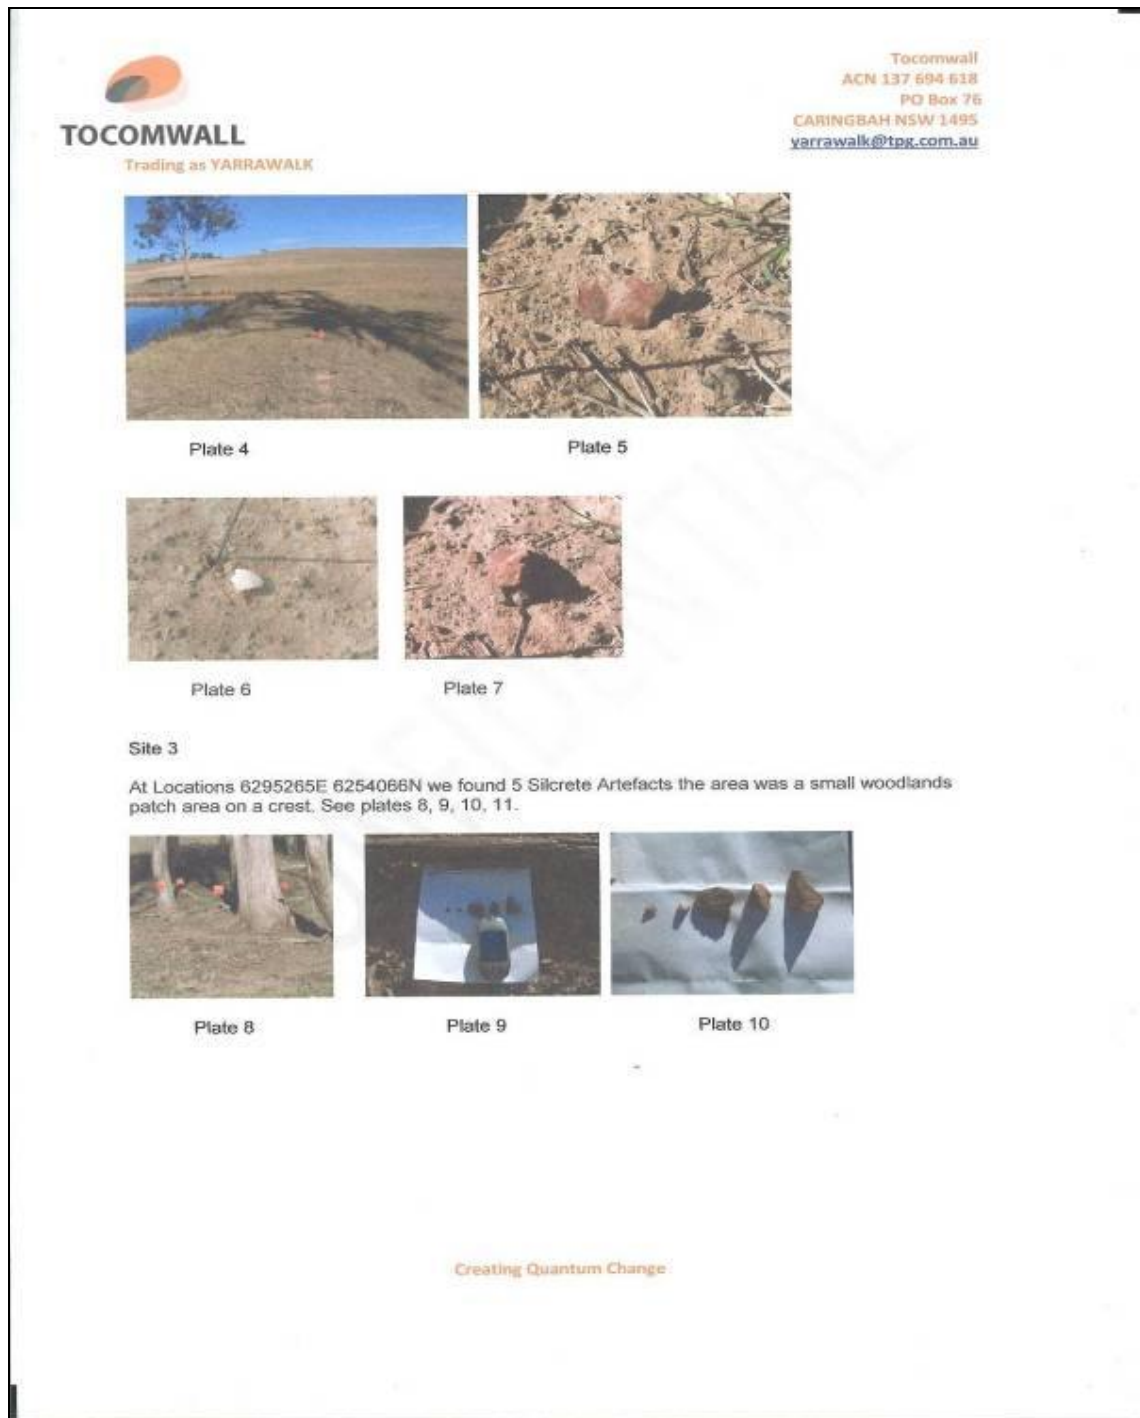 Tocomwall
ACN 137 694 618
PO Box 76
CARINGBAH NSW 1495
yarrawalk@tpg.com.au
TOCOMWALL
Trading as YARRAWALK
Plate 4
Plate 5
Plate 6
Plate 7
Site 3
At Locations 6295265E 6254066N we found 5 Silcrete Artefacts the area was a small woodlands
patch area on a crest. See plates 8, 9, 10, 11.
Plate 8
Plate 9
Plate 10
Creating Quantum Change
CONFIDENTIAL